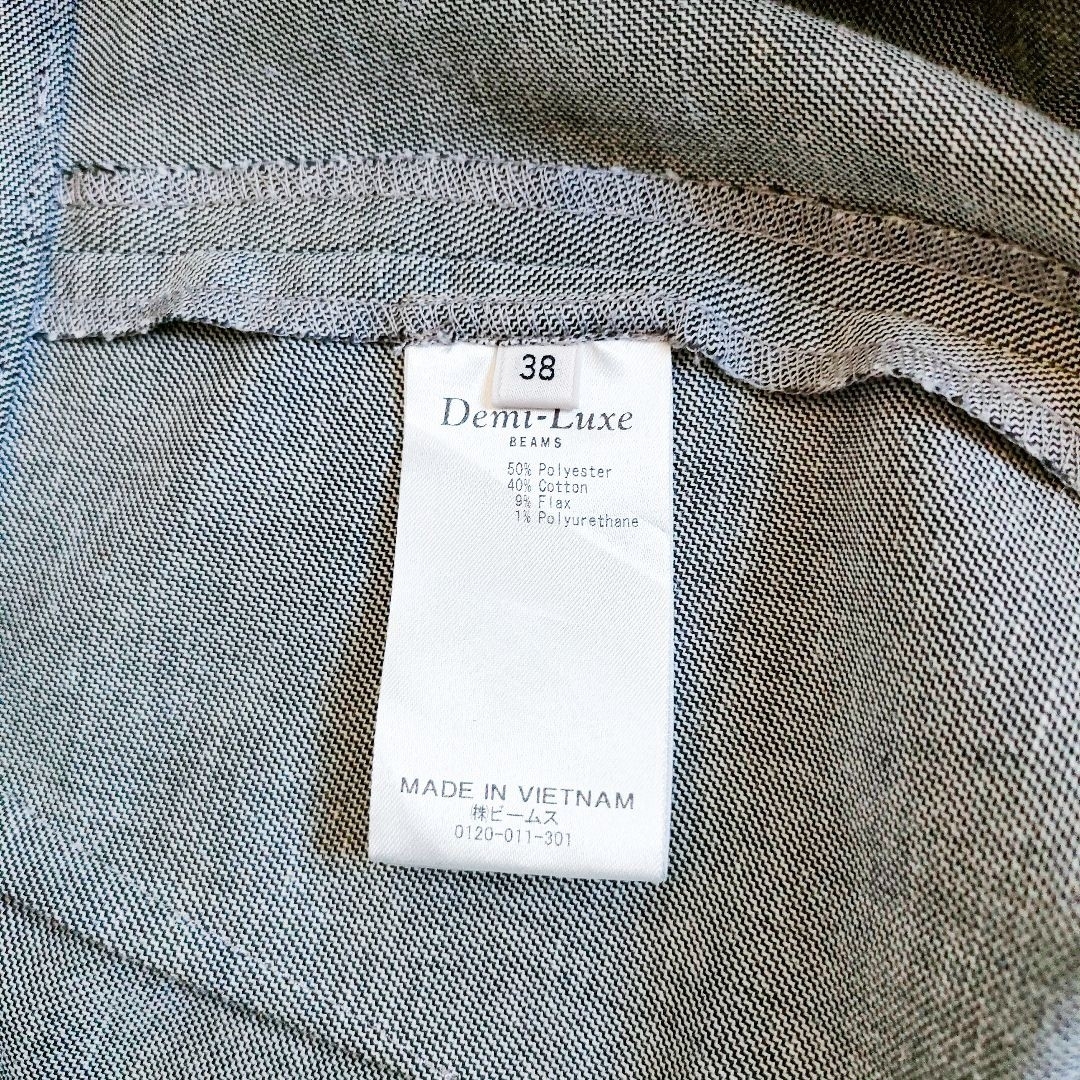 38
Demi-Luxe
BEAMS
50% Polyester
40% Cotton
9% Flax
1% Polyurethane
MADE IN VIETNAM
㈱ビームス
0120-011-301